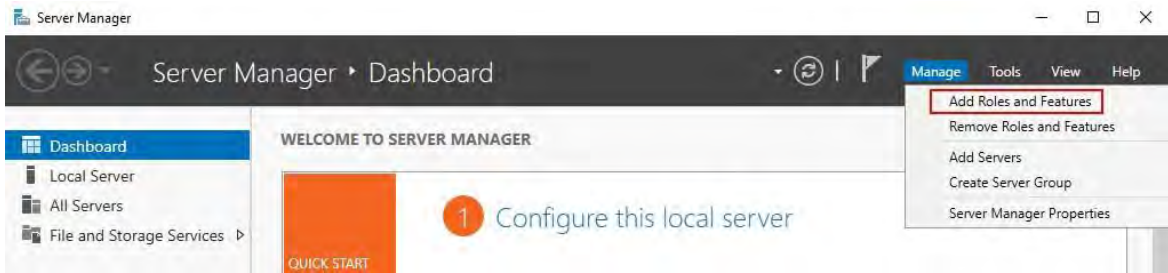 Server Manager
Server Manager ‣ Dashboard
Manage Tools View Help
Add Roles and Features
Remove Roles and Features
Add Servers
Create Server Group
Server Manager Properties
Dashboard
Local Server
All Servers
File and Storage Services
WELCOME TO SERVER MANAGER
1 Configure this local server
QUICK START